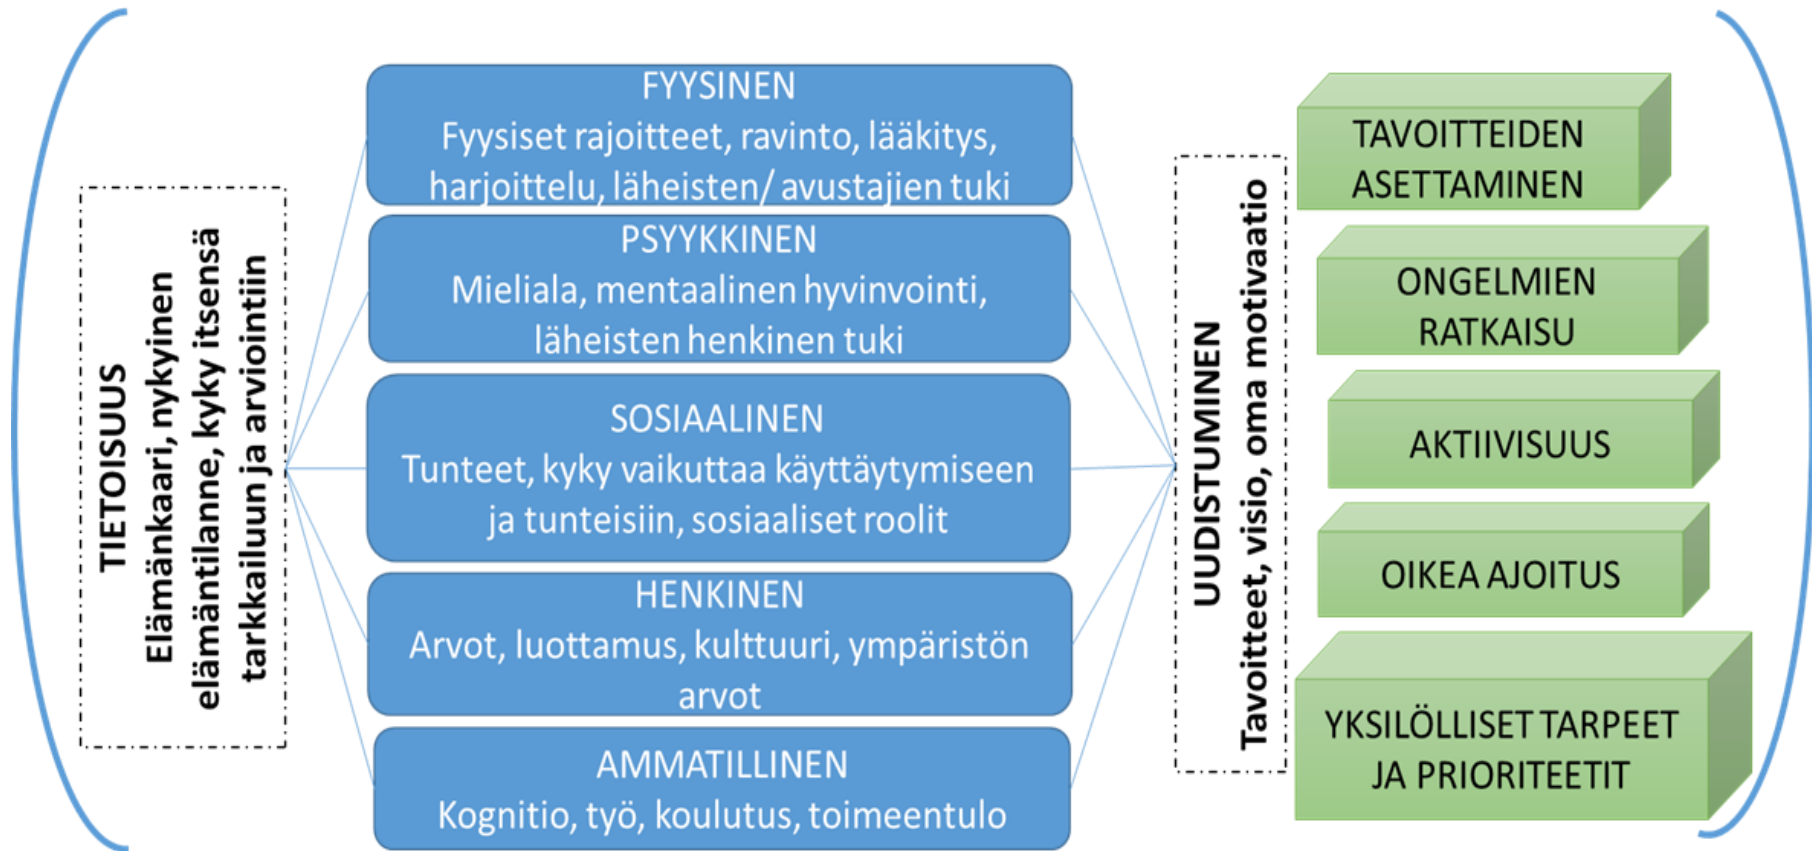 TIETOISUUS
Elämänkaari, nykyinen
elämäntilanne, kyky itsensä
tarkkailuun ja arviointiin
FYYSINEN
Fyysiset rajoitteet, ravinto, lääkitys,
harjoittelu, läheisten/ avustajien tuki
PSYYKKINEN
Mieliala, mentaalinen hyvinvointi,
läheisten henkinen tuki
SOSIAALINEN
Tunteet, kyky vaikuttaa käyttäytymiseen
ja tunteisiin, sosiaaliset roolit
HENKINEN
Arvot, luottamus, kulttuuri, ympäristön
arvot
AMMATILLINEN
Kognitio, työ, koulutus, toimeentulo
UUDISTUMINEN
Tavoitteet, visio, oma motivaatio
TAVOITTEIDEN
ASETTAMINEN
ONGELMIEN
RATKAISU
AKTIIVISUUS
OIKEA AJOITUS
YKSILÖLLISET TARPEET
JA PRIORITEETIT